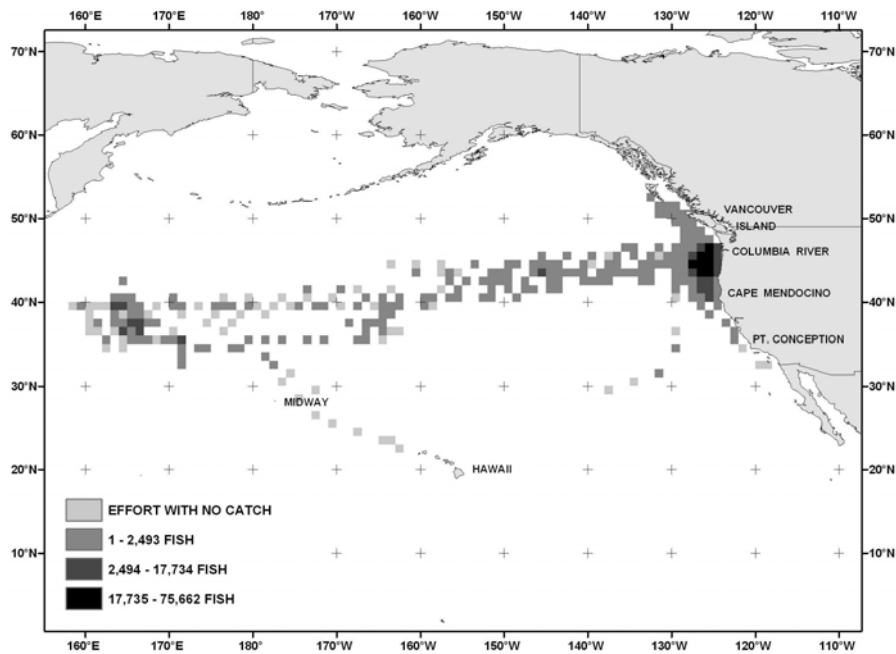 160°E 170°E 180° 170°W 160°W 150°W 140°W 130°W 120°W 110°W
70°N 70°N
60°N 60°N
50°N 50°N
VANCOUVER
ISLAND
COLUMBIA RIVER
40°N 40°N
CAPE MENDOCINO
PT. CONCEPTION
30°N 30°N
MIDWAY
20°N 20°N
HAWAII
EFFORT WITH NO CATCH
1 - 2,493 FISH
10°N 10°N
2,494 - 17,734 FISH
17,735 - 75,662 FISH
160°E 170°E 180° 170°W 160°W 150°W 140°W 130°W 120°W 110°W